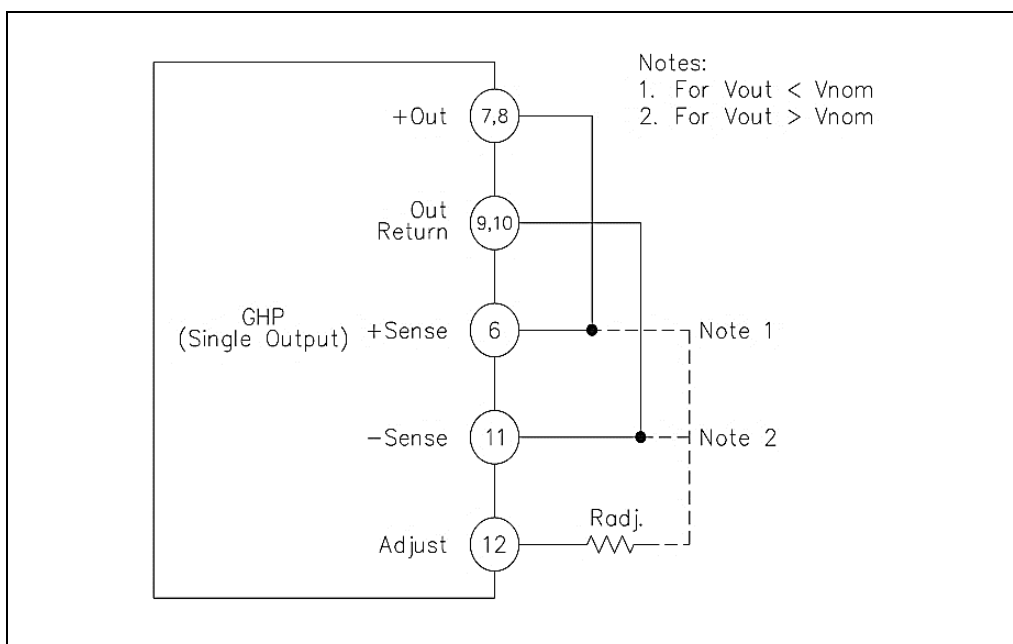 Notes:
1. For Vout < Vnom
2. For Vout > Vnom
+Out
7,8
Out
Return
9,10
GHP
(Single Output)
+Sense
6
Note 1
-Sense
11
Note 2
Radj.
Adjust
12